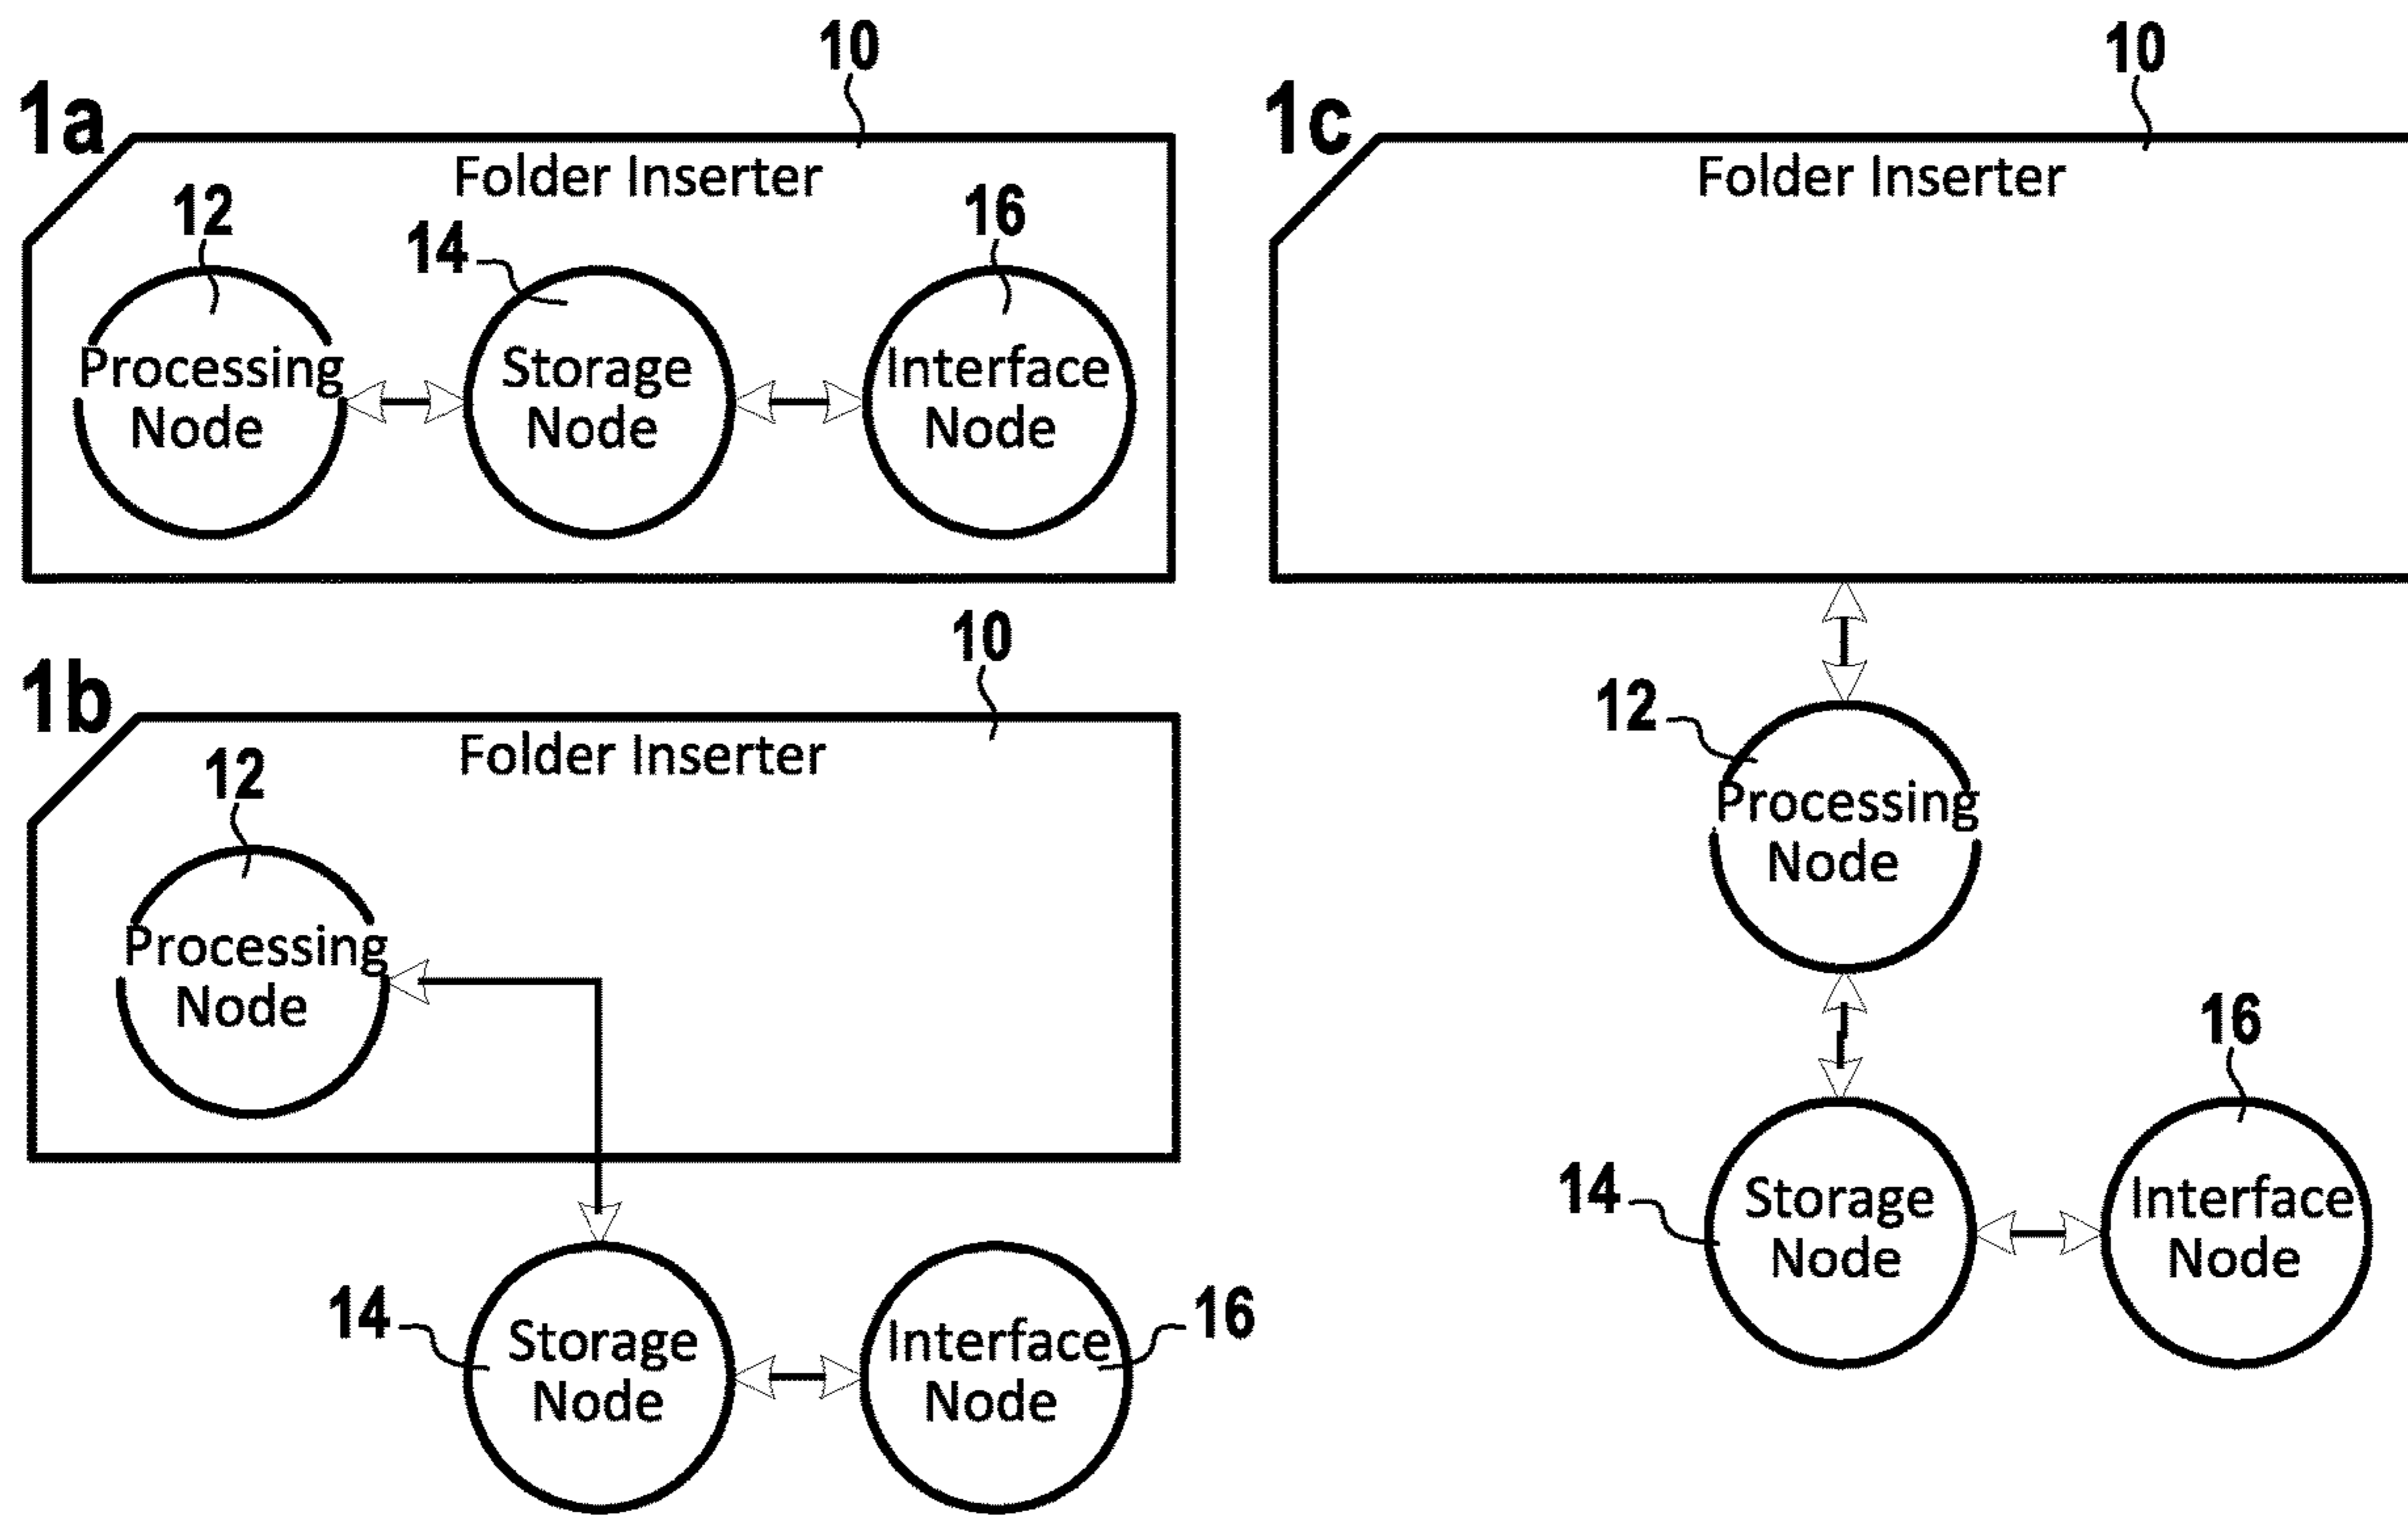 10
1a
Folder Inserter
12
14
16
Processing
Node
Storage
Node
Interface
Node
10
1b
Folder Inserter
12
Processing
Node
14
Storage
Node
Interface
Node
16
10
1c
Folder Inserter
12
Processing
Node
16
14
Storage
Node
Interface
Node